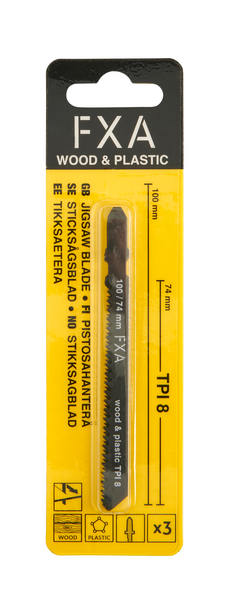 FXA
WOOD & PLASTIC
GB JIGSAW BLADE • FI PISTOSAHANTERÄ
SE STICKSÅGSBLAD • NO STIKKSAGBLAD
EE TIKKSAETERA
100 mm
74 mm
TPI 8
100 / 74 mm FXA
wood & plastic TPI 8
WOOD
PLASTIC
x3